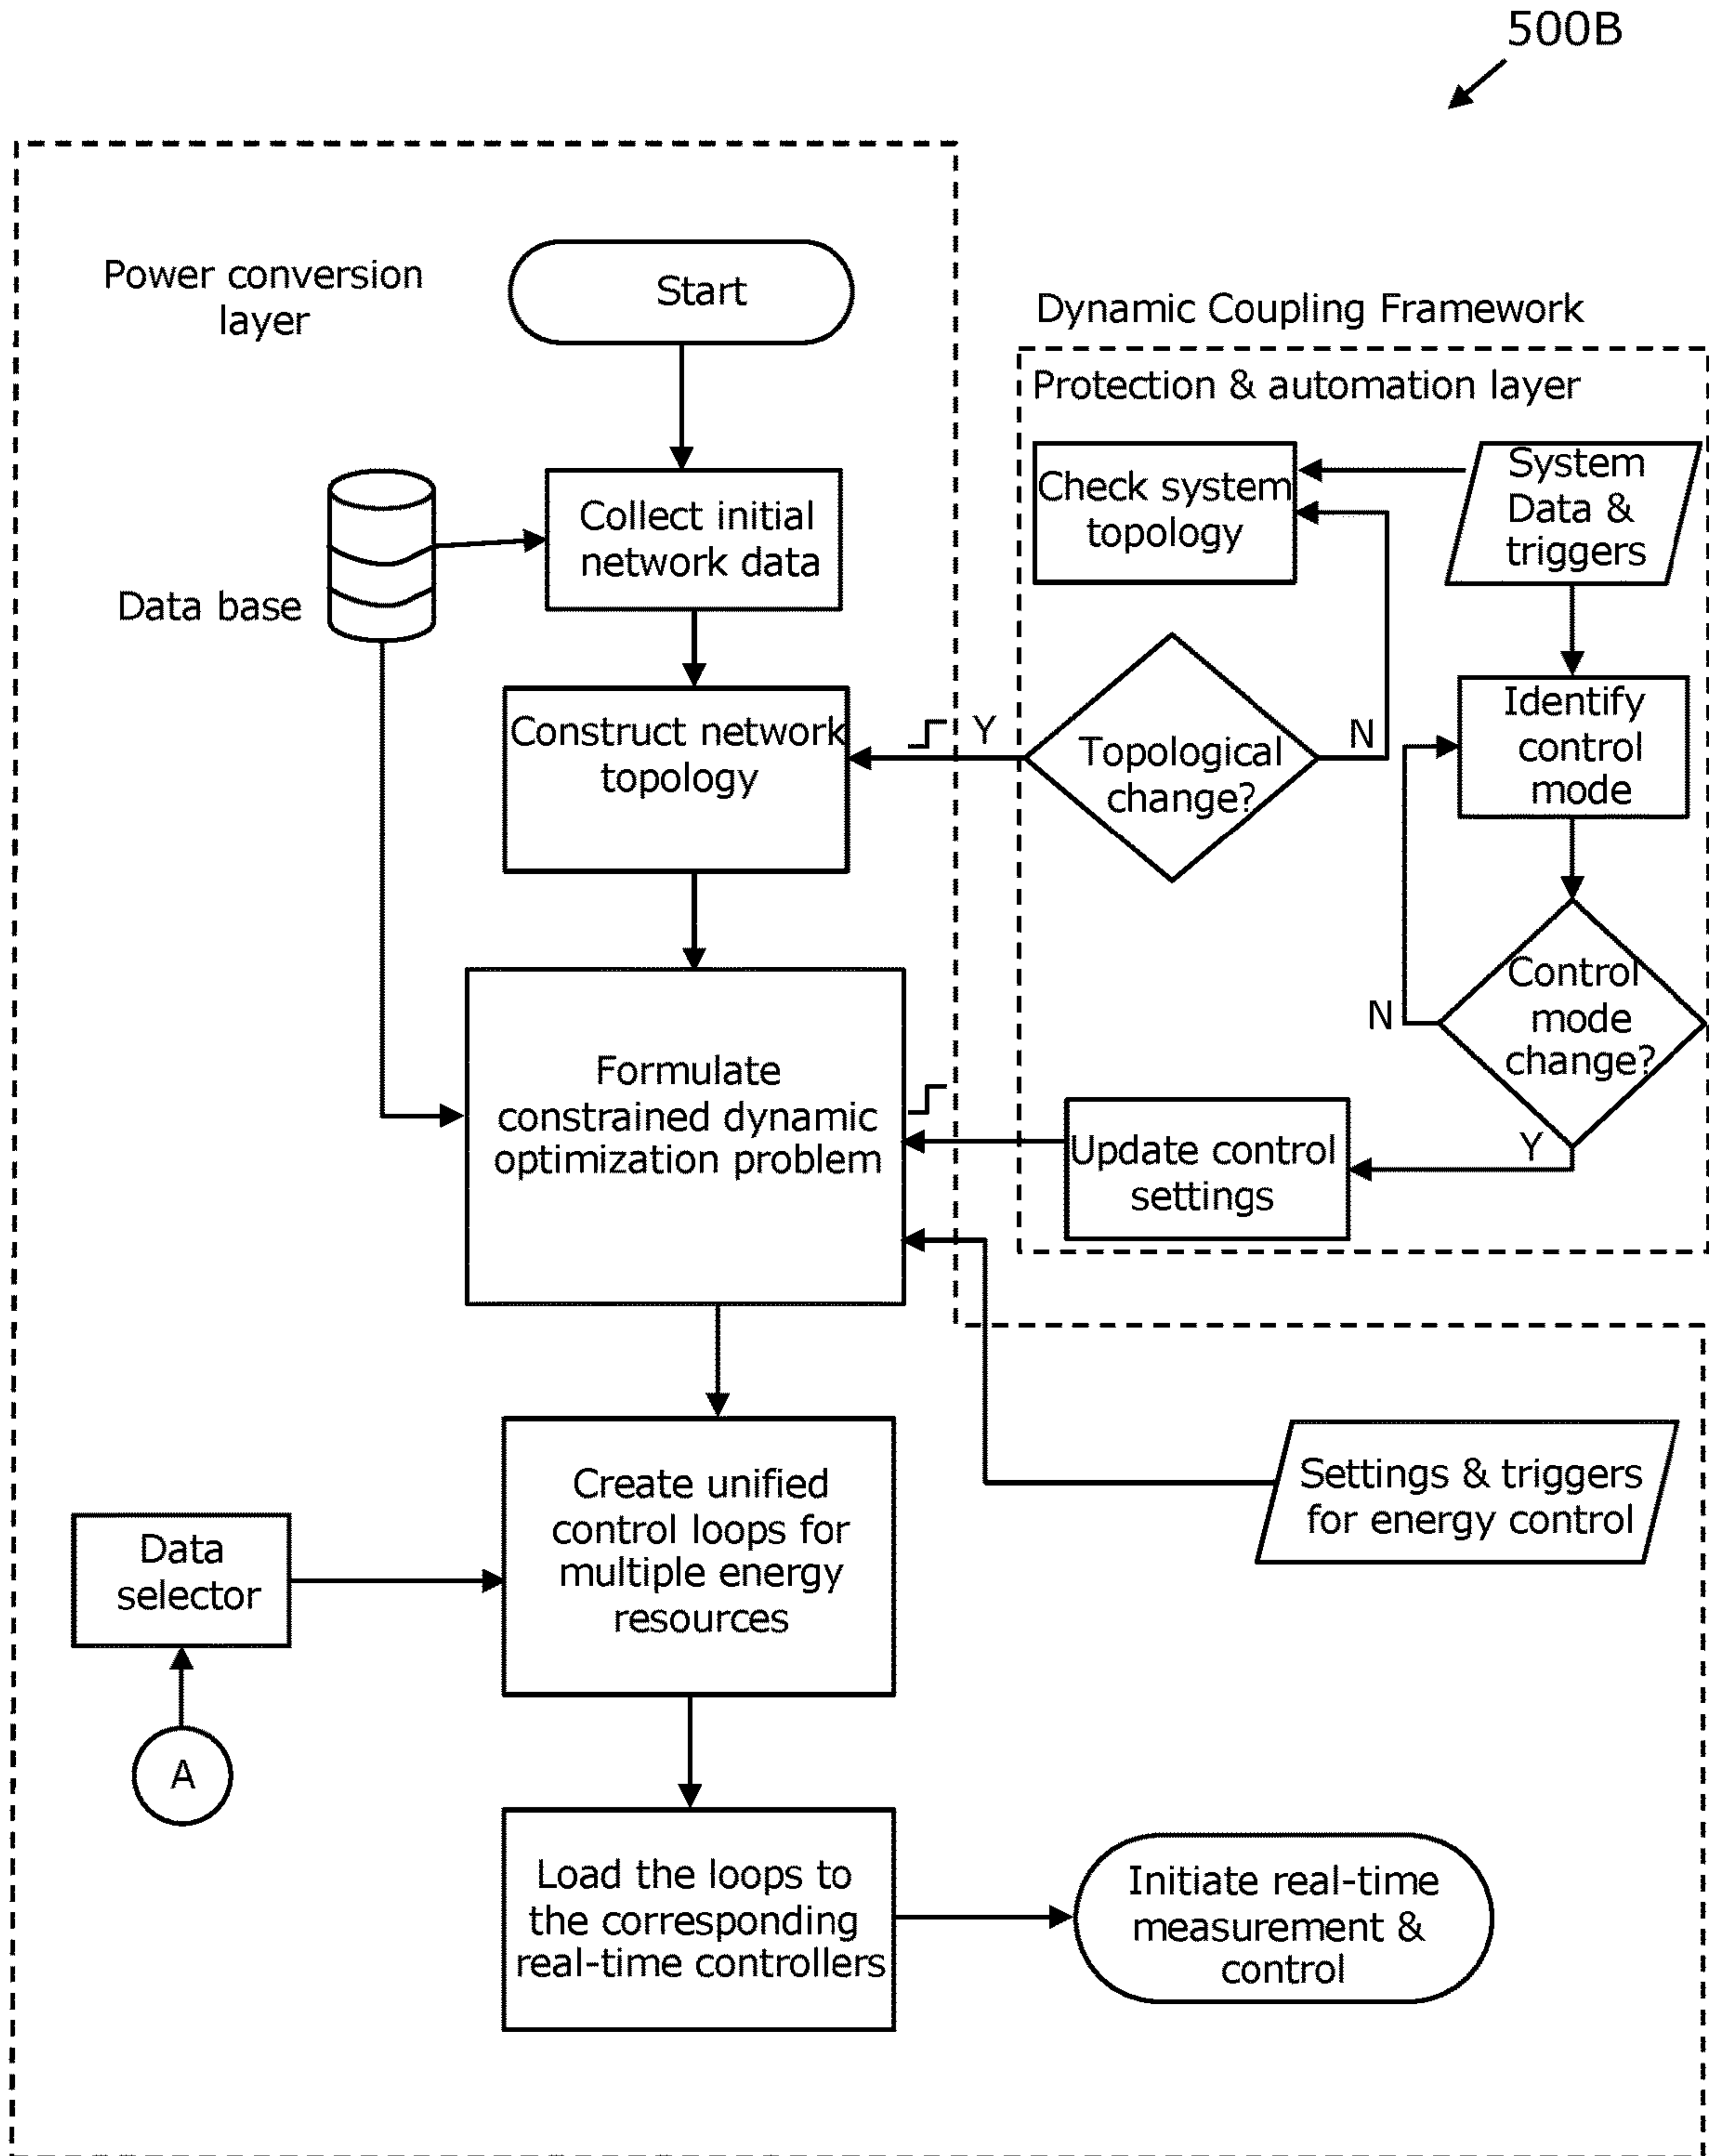 500B
Power conversion
layer
Start
Dynamic Coupling Framework
Protection & automation layer
Check system
topology
System
Data &
triggers
Collect initial
network data
Data base
Construct network
topology
Y
Topological
change?
N
Identify
control
mode
Control
mode
change?
N
Y
Formulate
constrained dynamic
optimization problem
Update control
settings
Settings & triggers
for energy control
Create unified
control loops for
multiple energy
resources
Data
selector
A
Load the loops to
the corresponding
real-time controllers
Initiate real-time
measurement &
control